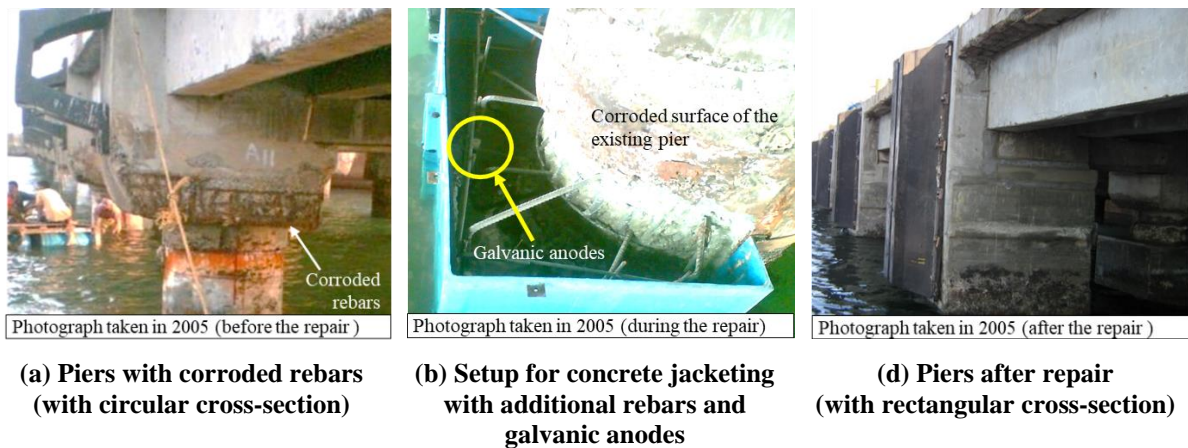 A11
Corroded
rebars
Photograph taken in 2005 (before the repair )
Corroded surface of the
existing pier
Galvanic anodes
Photograph taken in 2005 (during the repair)
Photograph taken in 2005 (after the repair )
(a) Piers with corroded rebars
(with circular cross-section)
(b) Setup for concrete jacketing
with additional rebars and
galvanic anodes
(d) Piers after repair
(with rectangular cross-section)